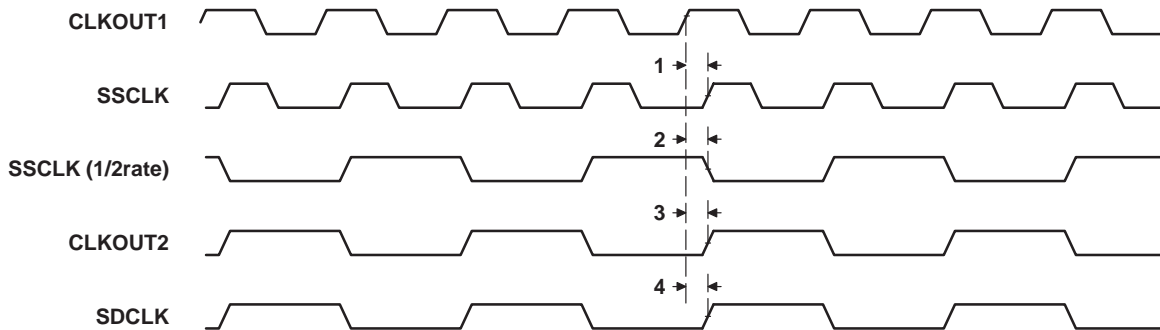 CLKOUT1
1
SSCLK
2
SSCLK (1/2rate)
3
CLKOUT2
4
SDCLK